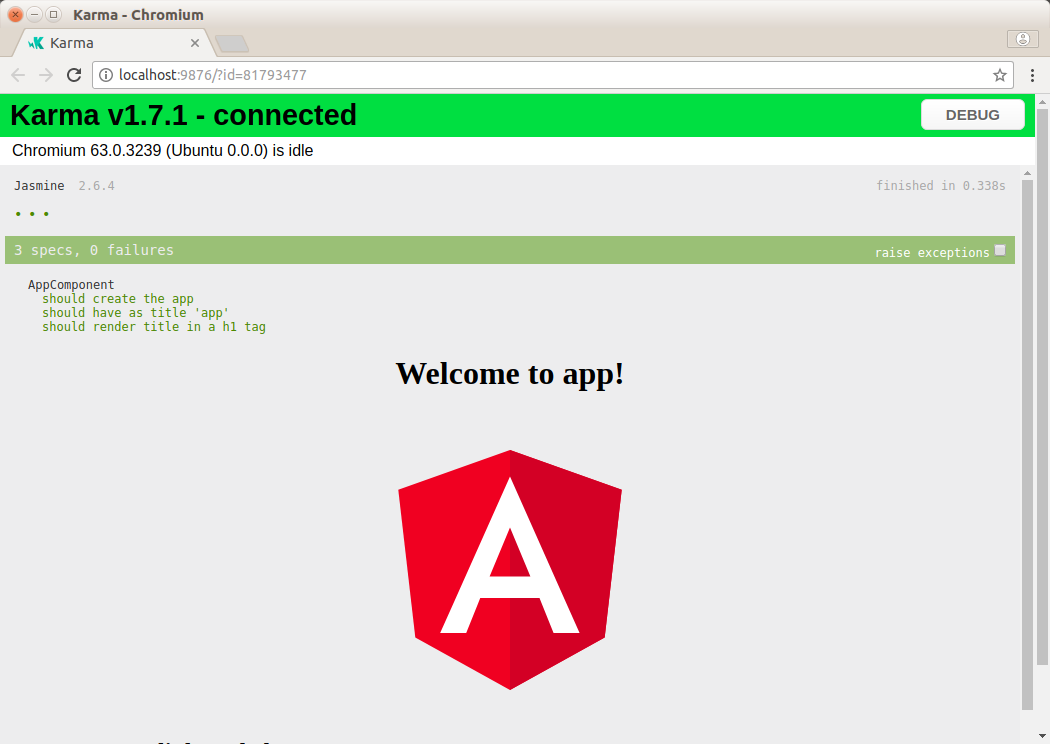 Karma - Chromium
Karma
localhost:9876/?id=81793477
Karma v1.7.1 - connected
DEBUG
Chromium 63.0.3239 (Ubuntu 0.0.0) is idle
Jasmine 2.6.4
finished in 0.338s
• • •
3 specs, 0 failures
raise exceptions
AppComponent
should create the app
should have as title 'app'
should render title in a h1 tag
Welcome to app!
A